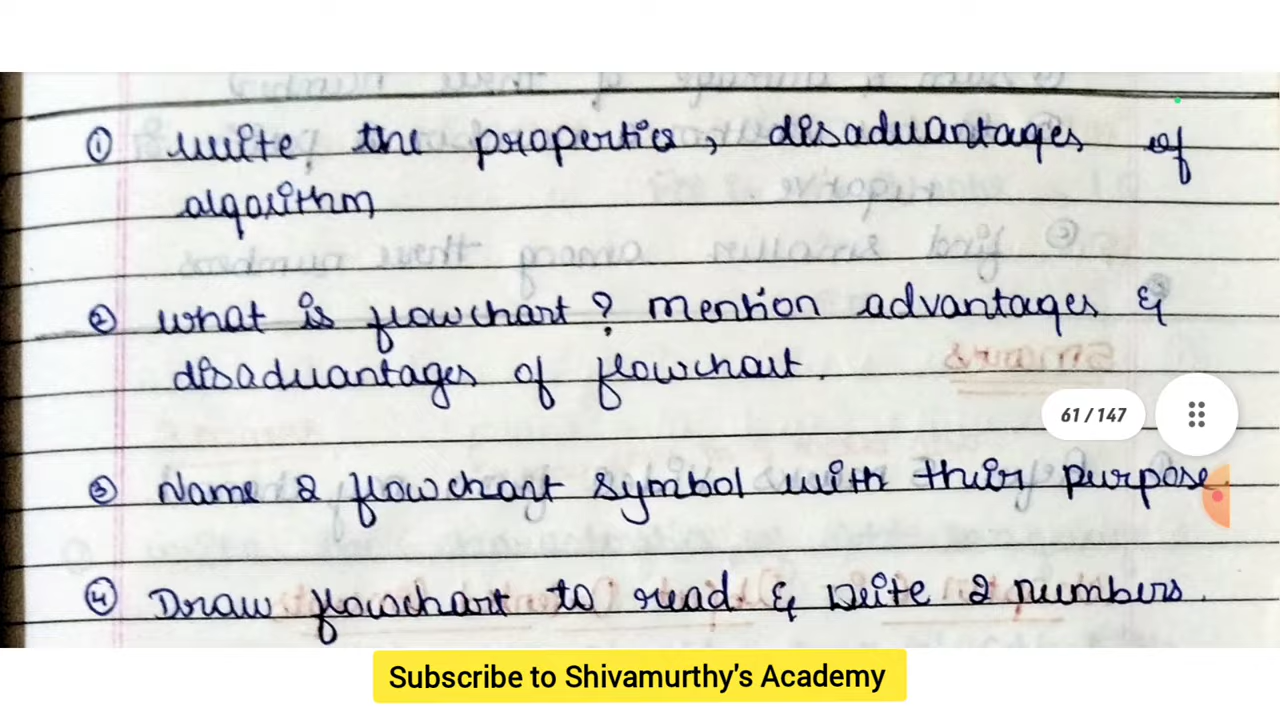 ① write the properties, disadvantages of
algorithm
② what is flowchart? mention advantages &
disadvantages of flowchart.
61 / 147
③ Name 2 flowchart symbol with their purpose.
④ Draw flowchart to read & write 2 numbers.
Subscribe to Shivamurthy's Academy